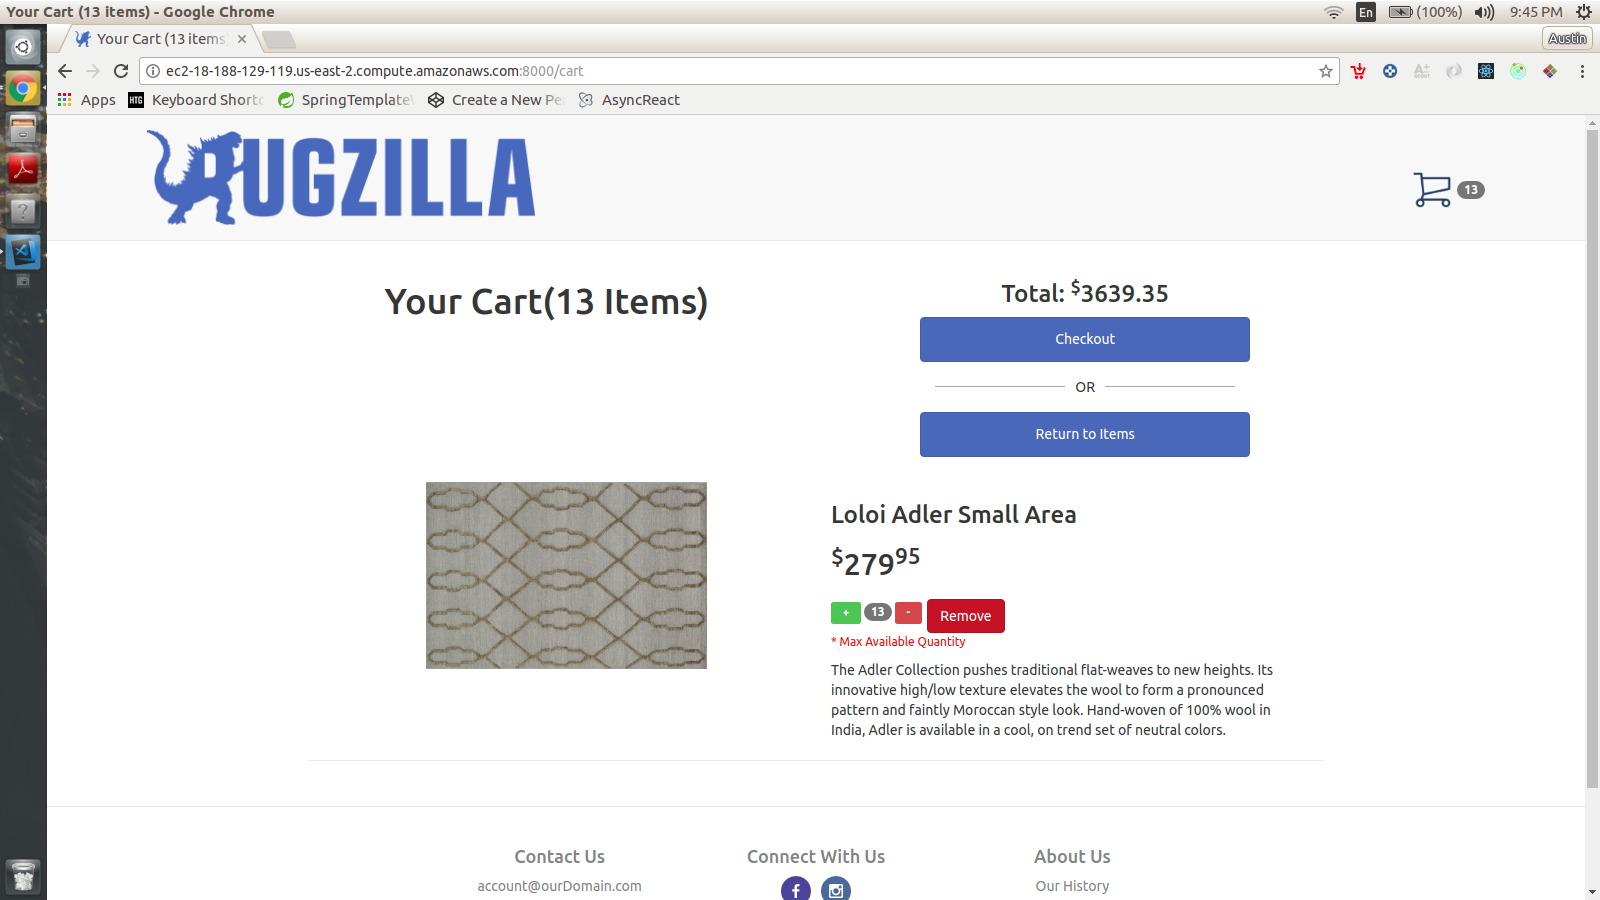 Your Cart (13 items) - Google Chrome
En (100%) 9:45 PM
Your Cart (13 items
Austin
ec2-18-188-129-119.us-east-2.compute.amazonaws.com:8000/cart
Apps HTG Keyboard Shortc SpringTemplate Create a New Pe AsyncReact
RUGZILLA
13
Your Cart(13 Items)
Total: $3639.35
Checkout
OR
Return to Items
Loloi Adler Small Area
$27995
+ 13 - Remove
* Max Available Quantity
The Adler Collection pushes traditional flat-weaves to new heights. Its
innovative high/low texture elevates the wool to form a pronounced
pattern and faintly Moroccan style look. Hand-woven of 100% wool in
India, Adler is available in a cool, on trend set of neutral colors.
Contact Us Connect With Us About Us
account@ourDomain.com f Our History